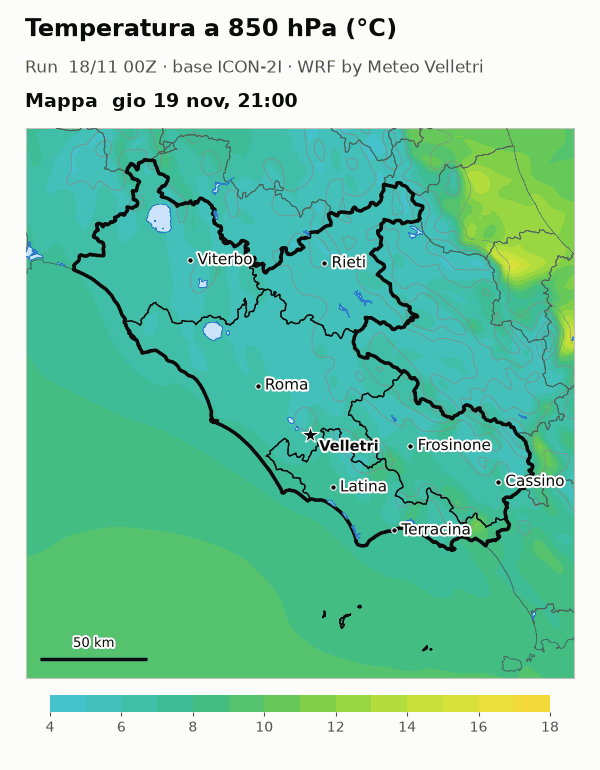 Temperatura a 850 hPa (°C)
Run  18/11 00Z · base ICON-2I · WRF by Meteo Velletri
Mappa  gio 19 nov, 21:00
Viterbo
Rieti
Roma
Velletri
Frosinone
Cassino
Latina
Terracina
50 km
4 6 8 10 12 14 16 18